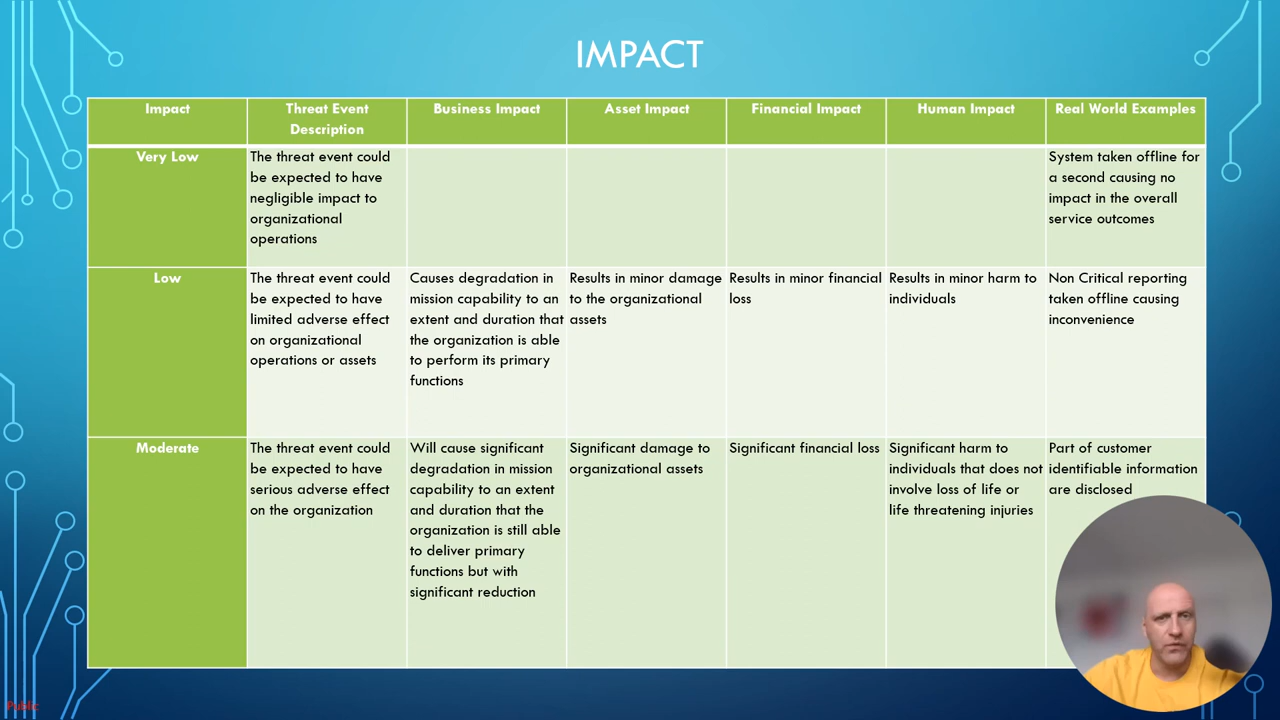 IMPACT
Impact
Threat Event
Description
Business Impact
Asset Impact
Financial Impact
Human Impact
Real World Examples
Very Low
The threat event could
be expected to have
negligible impact to
organizational
operations
System taken offline for
a second causing no
impact in the overall
service outcomes
Low
The threat event could
be expected to have
limited adverse effect
on organizational
operations or assets
Causes degradation in
mission capability to an
extent and duration that
the organization is able
to perform its primary
functions
Results in minor damage
to the organizational
assets
Results in minor financial
loss
Results in minor harm to
individuals
Non Critical reporting
taken offline causing
inconvenience
Moderate
The threat event could
be expected to have
serious adverse effect
on the organization
Will cause significant
degradation in mission
capability to an extent
and duration that the
organization is still able
to deliver primary
functions but with
significant reduction
Significant damage to
organizational assets
Significant financial loss
Significant harm to
individuals that does not
involve loss of life or
life threatening injuries
Part of customer
identifiable information
are disclosed
Public